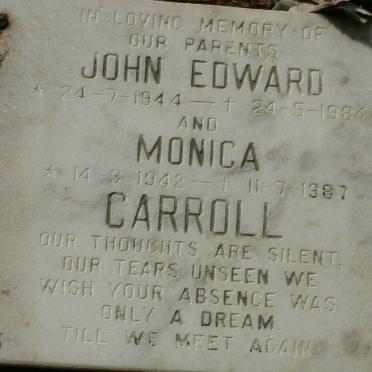 IN LOVING MEMORY OF
OUR PARENTS
JOHN EDWARD
* 24-7-1944 — † 24-5-1984
AND
MONICA
* 14-3-1942 — † 11-7-1987
CARROLL
OUR THOUGHTS ARE SILENT,
OUR TEARS UNSEEN WE
WISH YOUR ABSENCE WAS
ONLY A DREAM.
TILL WE MEET AGAIN